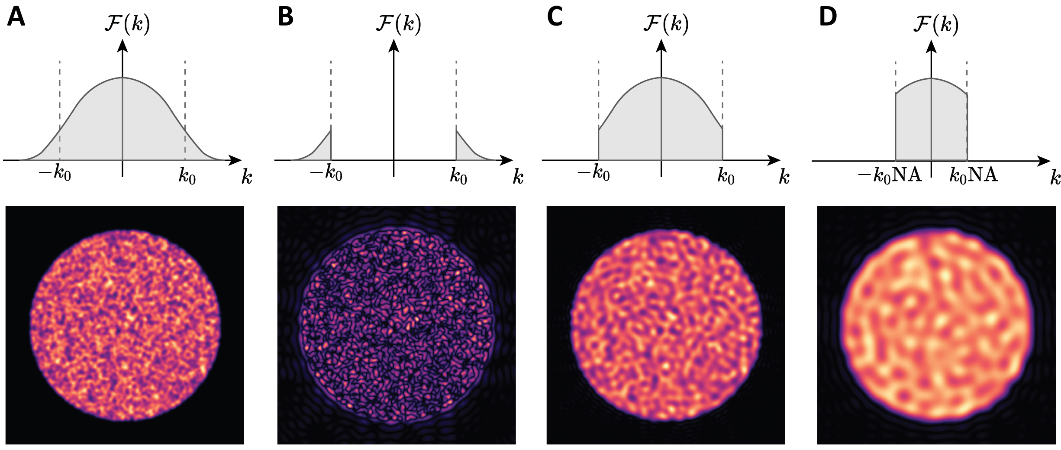 A B C D
ℱ(k) ℱ(k) ℱ(k) ℱ(k)
−k₀ k₀ k −k₀ k₀ k −k₀ k₀ k −k₀NA k₀NA k